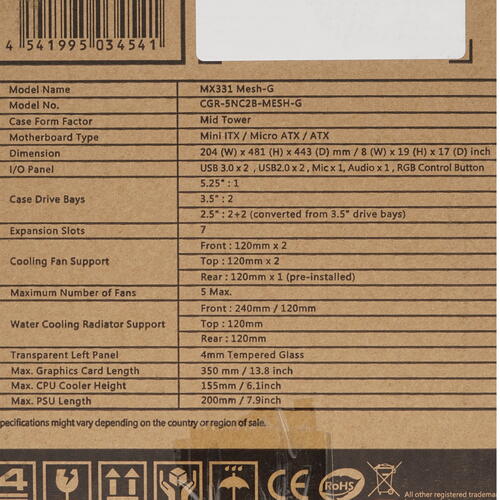 4 541995 034541
Model Name MX331 Mesh-G
Model No. CGR-5NC2B-MESH-G
Case Form Factor Mid Tower
Motherboard Type Mini ITX / Micro ATX / ATX
Dimension 204 (W) x 481 (H) x 443 (D) mm / 8 (W) x 19 (H) x 17 (D) inch
I/O Panel USB 3.0 x 2 , USB2.0 x 2 , Mic x 1, Audio x 1 , RGB Control Button
Case Drive Bays
5.25" : 1
3.5" : 2
2.5" : 2+2 (converted from 3.5" drive bays)
Expansion Slots 7
Cooling Fan Support
Front : 120mm x 2
Top : 120mm x 2
Rear : 120mm x 1 (pre-installed)
Maximum Number of Fans 5 Max.
Water Cooling Radiator Support
Front : 240mm / 120mm
Top : 120mm
Rear : 120mm
Transparent Left Panel 4mm Tempered Glass
Max. Graphics Card Length 350 mm / 13.8 inch
Max. CPU Cooler Height 155mm / 6.1inch
Max. PSU Length 200mm / 7.9inch
pecifications might vary depending on the country or region of sale.
4
CE
RoHS
All other registered tradema